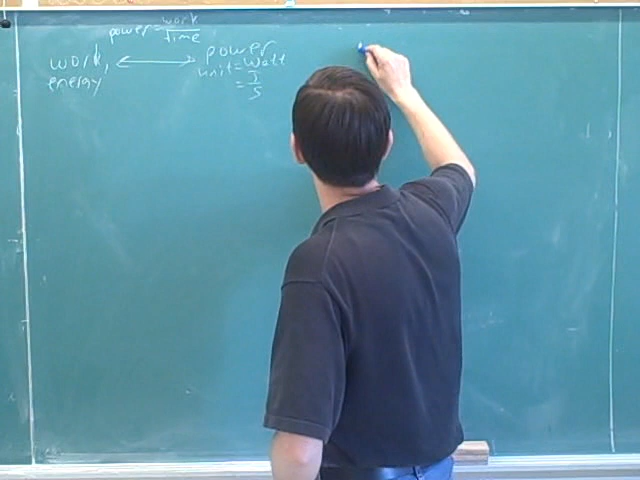 power = work/time
work, ⟷ power
energy
unit = Watt
= J/s